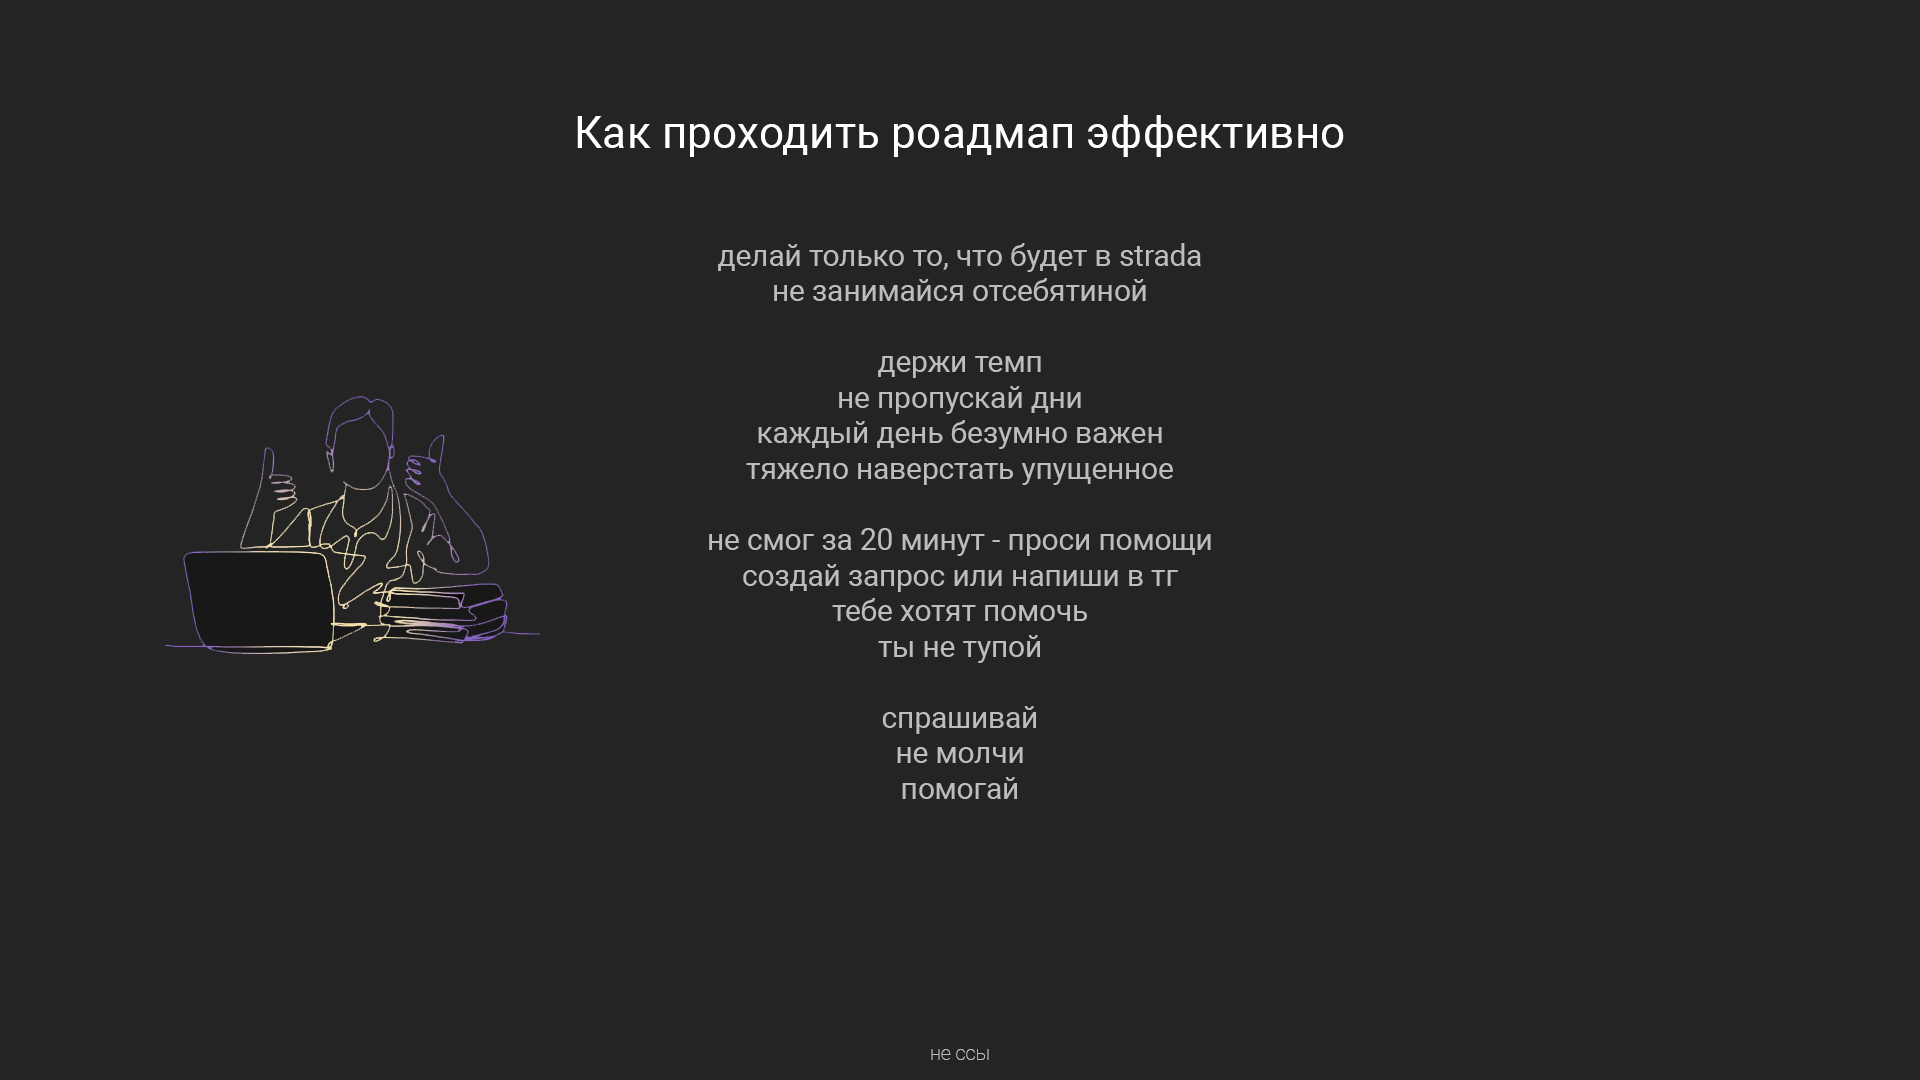 Как проходить роадмап эффективно
делай только то, что будет в strada
не занимайся отсебятиной
держи темп
не пропускай дни
каждый день безумно важен
тяжело наверстать упущенное
не смог за 20 минут - проси помощи
создай запрос или напиши в тг
тебе хотят помочь
ты не тупой
спрашивай
не молчи
помогай
не ссы